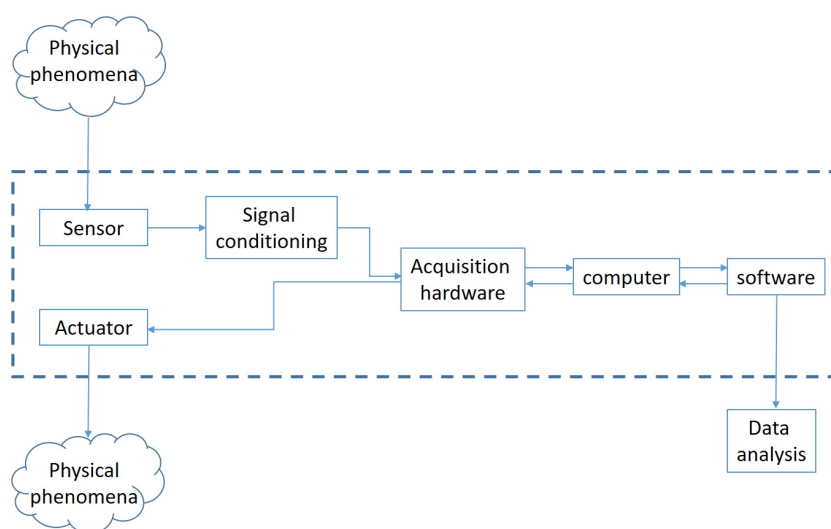 Physical
phenomena
Sensor
Signal
conditioning
Acquisition
hardware
computer
software
Actuator
Data
analysis
Physical
phenomena